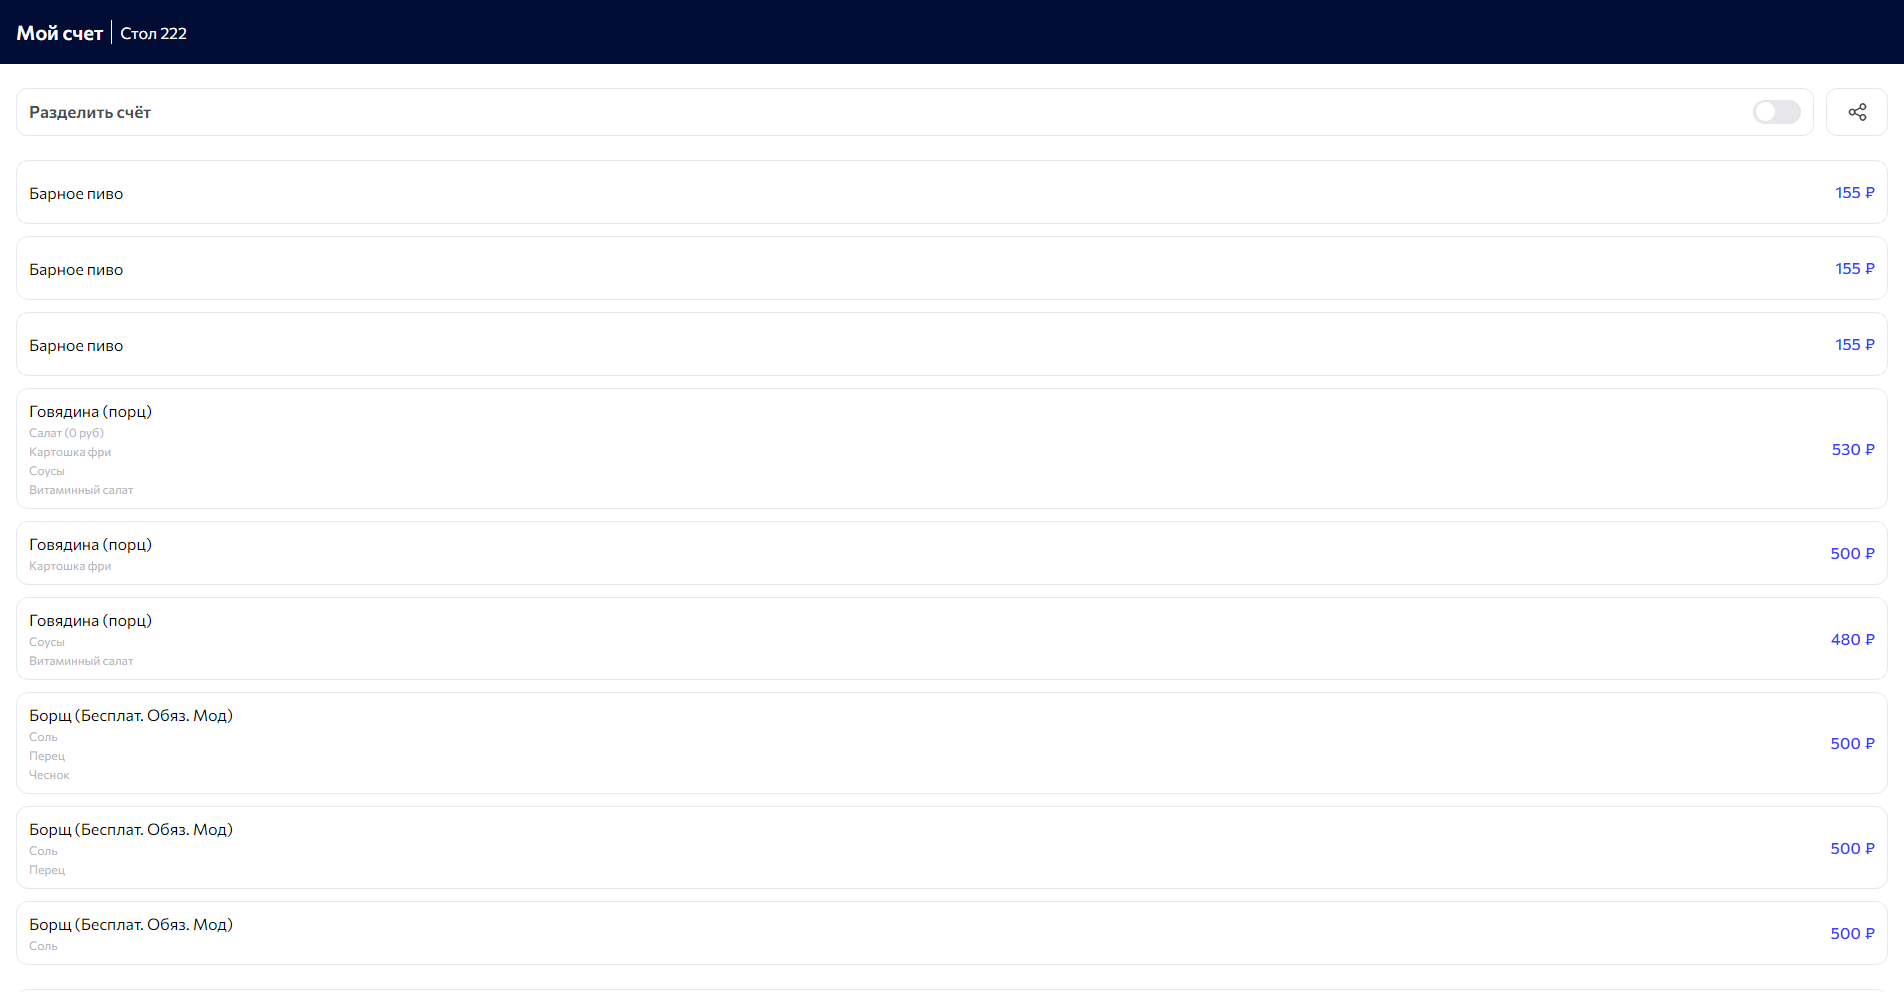 Мой счет Стол 222
Разделить счёт
Барное пиво 155 ₽
Барное пиво 155 ₽
Барное пиво 155 ₽
Говядина (порц)
Салат (0 руб)
Картошка фри
530 ₽
Соусы
Витаминный салат
Говядина (порц)
500 ₽
Картошка фри
Говядина (порц)
480 ₽
Соусы
Витаминный салат
Борщ (Бесплат. Обяз. Мод)
Соль
500 ₽
Перец
Чеснок
Борщ (Бесплат. Обяз. Мод)
500 ₽
Соль
Перец
Борщ (Бесплат. Обяз. Мод)
500 ₽
Соль